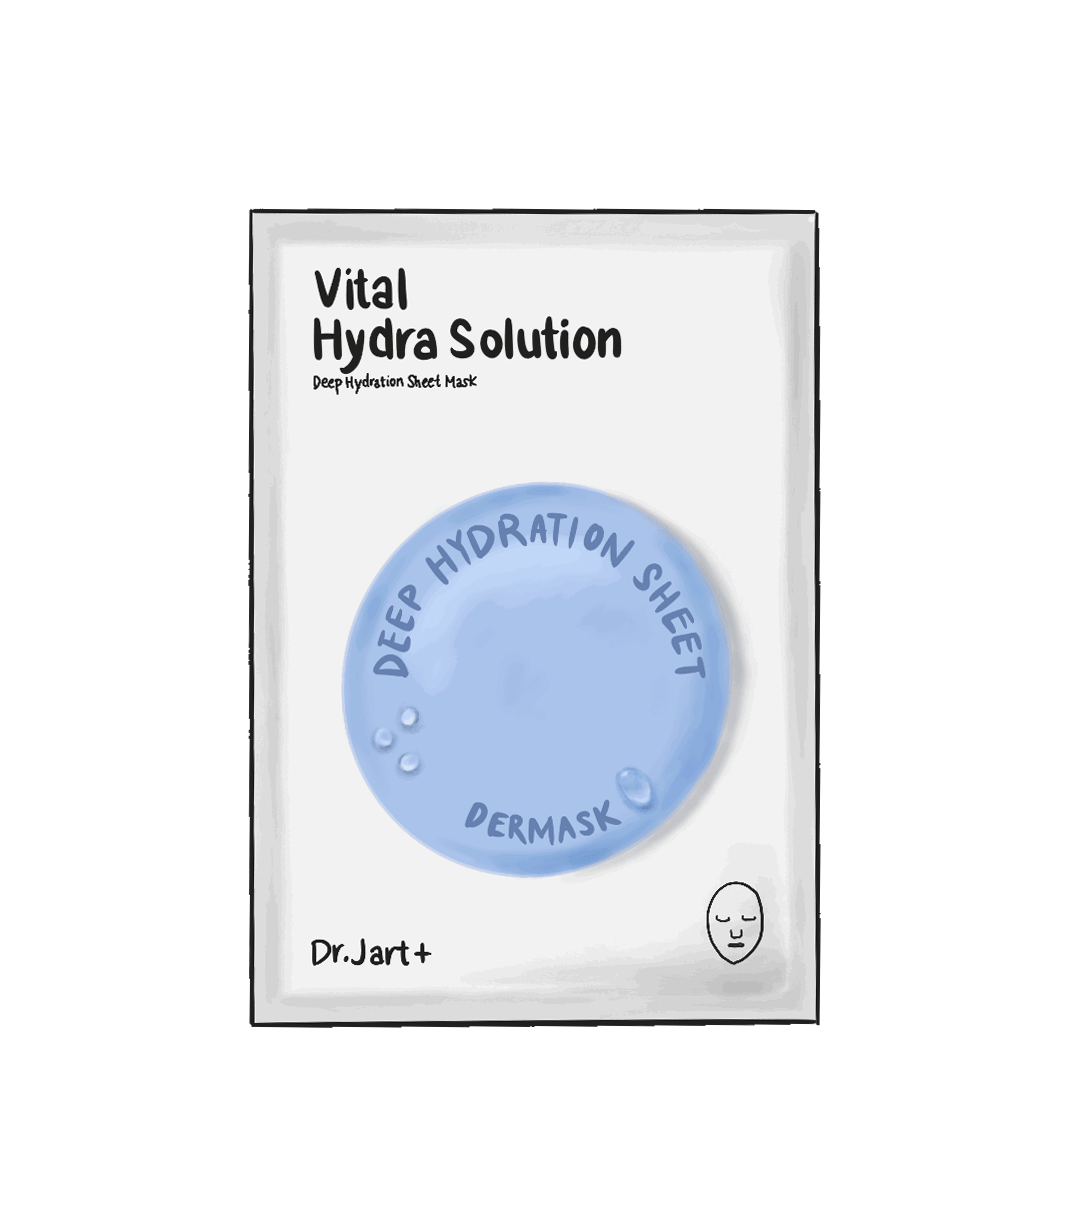 Vital
Hydra Solution
Deep Hydration Sheet Mask
DEEP HYDRATION SHEET
DERMASK
Dr.Jart+